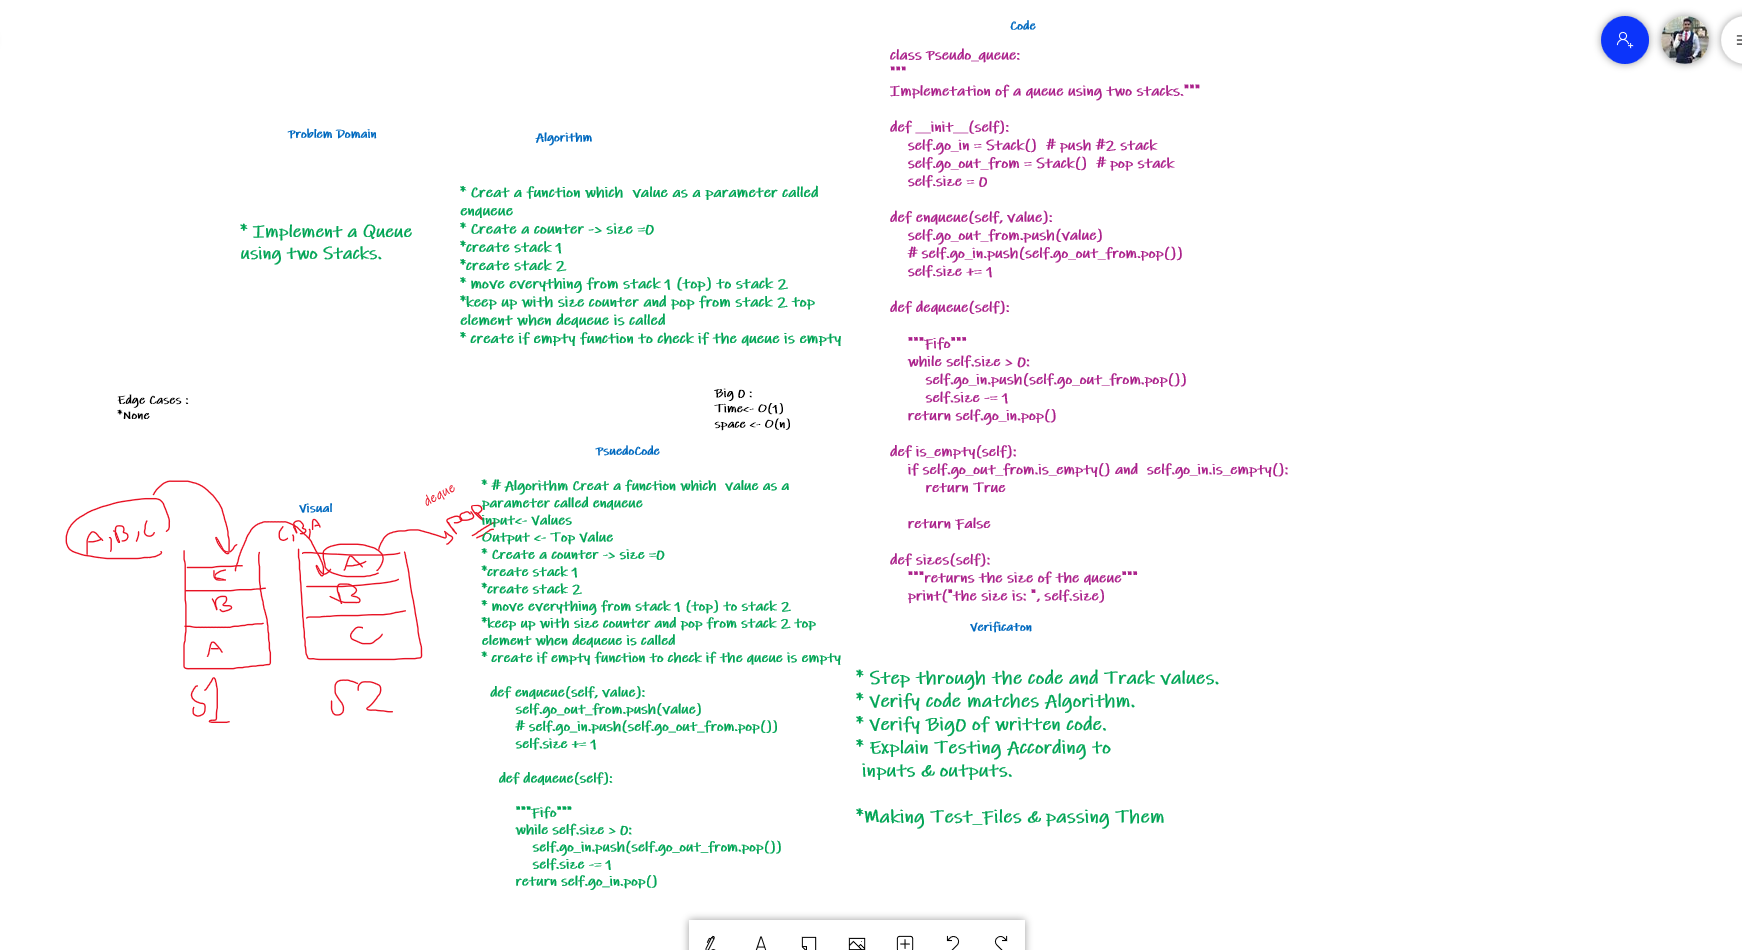 Problem Domain
* Implement a Queue
using two Stacks.
Algorithm
* Creat a function which value as a parameter called
enqueue
* Create a counter -> size =0
*create stack 1
*create stack 2
* move everything from stack 1 (top) to stack 2
*keep up with size counter and pop from stack 2 top
element when dequeue is called
* create if empty function to check if the queue is empty
Edge Cases :
*None
Big O :
Time<- O(1)
space <- O(n)
Visual
A,B,C
C,B,A
deque
pop
C
B
A
S1
A
B
C
S2
PsuedoCode
* # Algorithm Creat a function which value as a
parameter called enqueue
input<- Values
Output <- Top Value
* Create a counter -> size =0
*create stack 1
*create stack 2
* move everything from stack 1 (top) to stack 2
*keep up with size counter and pop from stack 2 top
element when dequeue is called
* create if empty function to check if the queue is empty
def enqueue(self, value):
self.go_out_from.push(value)
# self.go_in.push(self.go_out_from.pop())
self.size += 1
def dequeue(self):
"""Fifo"""
while self.size > 0:
self.go_in.push(self.go_out_from.pop())
self.size -= 1
return self.go_in.pop()
Code
class Pseudo_queue:
"""
Implemetation of a queue using two stacks."""
def __init__(self):
self.go_in = Stack() # push #2 stack
self.go_out_from = Stack() # pop stack
self.size = 0
def enqueue(self, value):
self.go_out_from.push(value)
# self.go_in.push(self.go_out_from.pop())
self.size += 1
def dequeue(self):
"""Fifo"""
while self.size > 0:
self.go_in.push(self.go_out_from.pop())
self.size -= 1
return self.go_in.pop()
def is_empty(self):
if self.go_out_from.is_empty() and self.go_in.is_empty():
return True
return False
def sizes(self):
"""returns the size of the queue"""
print("the size is: ", self.size)
Verificaton
* Step through the code and Track values.
* Verify code matches Algorithm.
* Verify BigO of written code.
* Explain Testing According to
inputs & outputs.
*Making Test_Files & passing Them